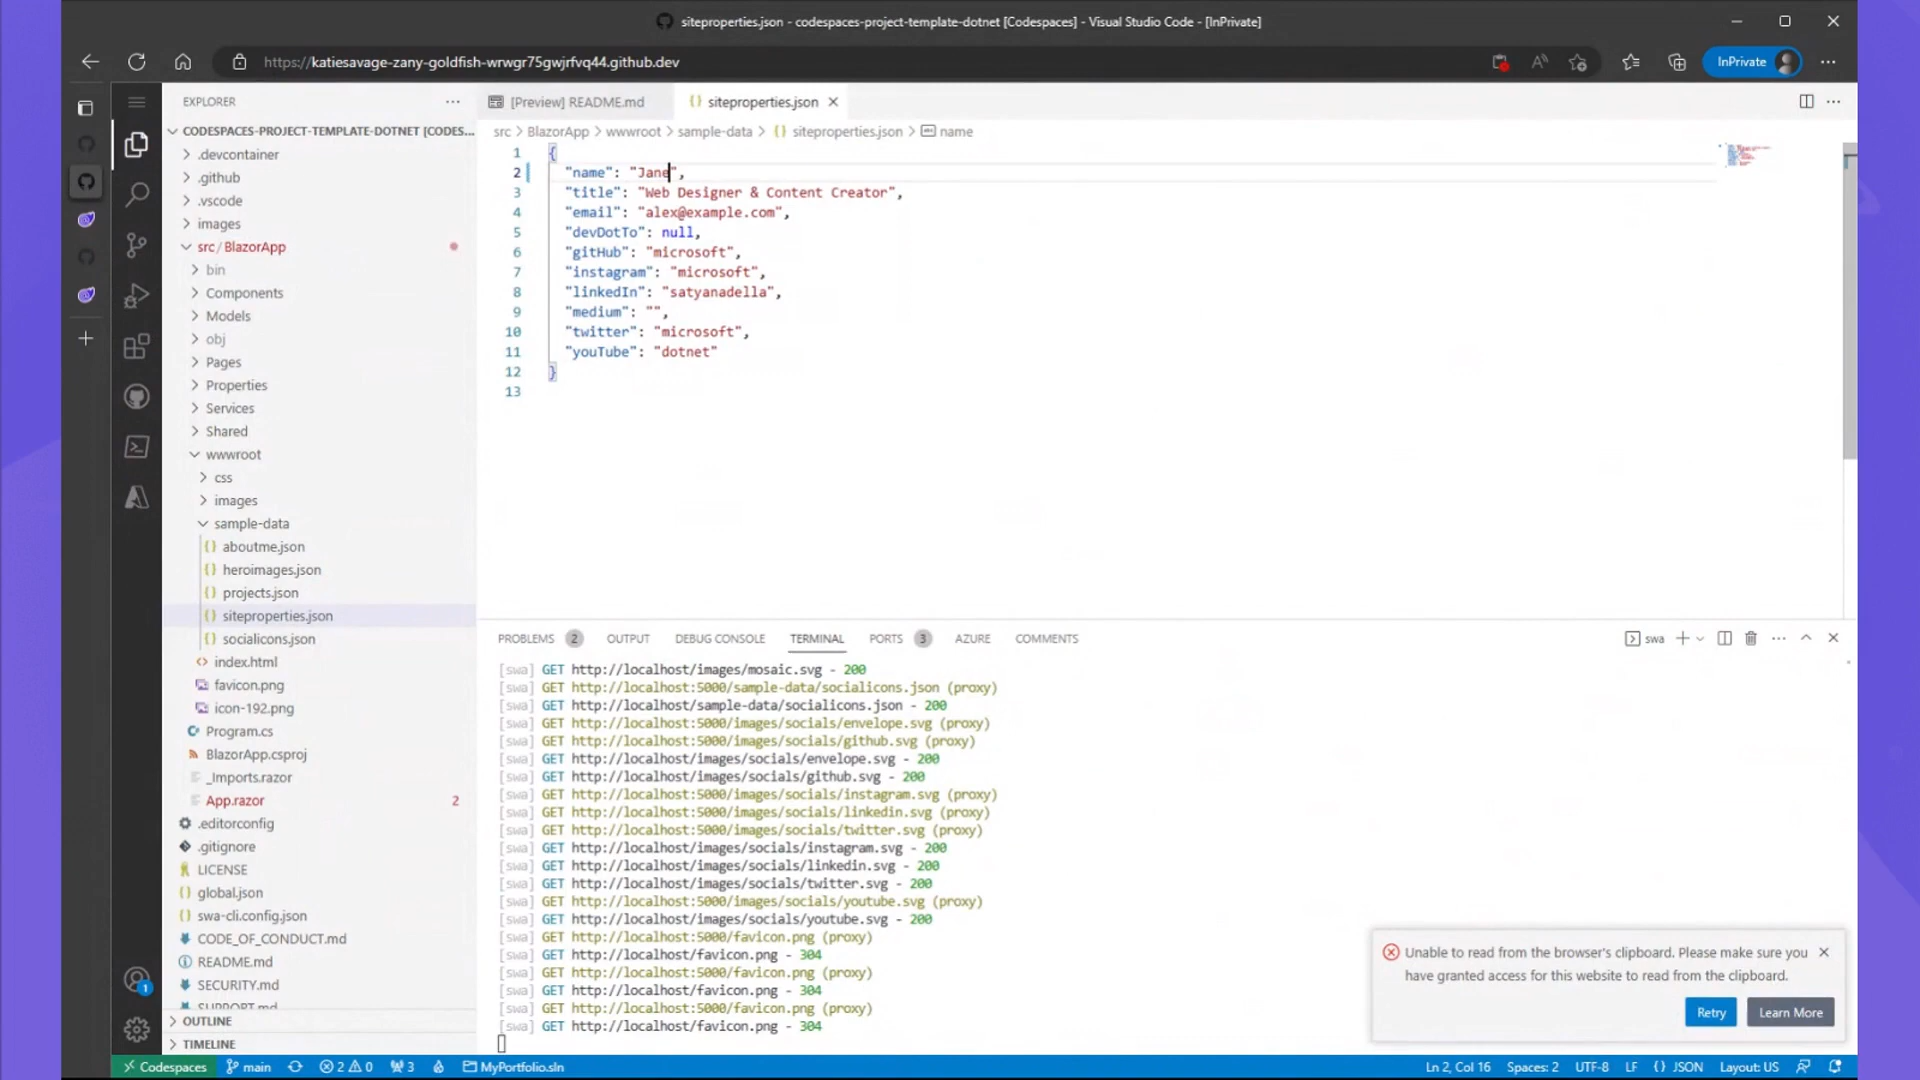 siteproperties.json - codespaces-project-template-dotnet [Codespaces] - Visual Studio Code - [InPrivate]
https://katiesavage-zany-goldfish-wrwgr75gwjrfvq44.github.dev
InPrivate
EXPLORER
[Preview] README.md
siteproperties.json
CODESPACES-PROJECT-TEMPLATE-DOTNET [CODES...
src > BlazorApp > wwwroot > sample-data > {} siteproperties.json > name
.devcontainer
.github
.vscode
images
src / BlazorApp
bin
Components
Models
obj
Pages
Properties
Services
Shared
wwwroot
css
images
sample-data
{} aboutme.json
{} heroimages.json
{} projects.json
{} siteproperties.json
{} socialicons.json
<> index.html
favicon.png
icon-192.png
Program.cs
BlazorApp.csproj
_Imports.razor
App.razor 2
.editorconfig
.gitignore
LICENSE
{} global.json
{} swa-cli.config.json
CODE_OF_CONDUCT.md
README.md
SECURITY.md
SUPPORT.md
OUTLINE
TIMELINE
1 {
2 "name": "Jane",
3 "title": "Web Designer & Content Creator",
4 "email": "alex@example.com",
5 "devDotTo": null,
6 "gitHub": "microsoft",
7 "instagram": "microsoft",
8 "linkedIn": "satyanadella",
9 "medium": "",
10 "twitter": "microsoft",
11 "youTube": "dotnet"
12 }
13
PROBLEMS 2 OUTPUT DEBUG CONSOLE TERMINAL PORTS 3 AZURE COMMENTS
swa
[swa] GET http://localhost/images/mosaic.svg - 200
[swa] GET http://localhost:5000/sample-data/socialicons.json (proxy)
[swa] GET http://localhost/sample-data/socialicons.json - 200
[swa] GET http://localhost:5000/images/socials/envelope.svg (proxy)
[swa] GET http://localhost:5000/images/socials/github.svg (proxy)
[swa] GET http://localhost/images/socials/envelope.svg - 200
[swa] GET http://localhost/images/socials/github.svg - 200
[swa] GET http://localhost:5000/images/socials/instagram.svg (proxy)
[swa] GET http://localhost:5000/images/socials/linkedin.svg (proxy)
[swa] GET http://localhost:5000/images/socials/twitter.svg (proxy)
[swa] GET http://localhost/images/socials/instagram.svg - 200
[swa] GET http://localhost/images/socials/linkedin.svg - 200
[swa] GET http://localhost/images/socials/twitter.svg - 200
[swa] GET http://localhost:5000/images/socials/youtube.svg (proxy)
[swa] GET http://localhost/images/socials/youtube.svg - 200
[swa] GET http://localhost:5000/favicon.png (proxy)
[swa] GET http://localhost/favicon.png - 304
[swa] GET http://localhost:5000/favicon.png (proxy)
[swa] GET http://localhost/favicon.png - 304
[swa] GET http://localhost:5000/favicon.png (proxy)
[swa] GET http://localhost/favicon.png - 304
Unable to read from the browser's clipboard. Please make sure you
have granted access for this website to read from the clipboard.
Retry
Learn More
1
Codespaces main 2 0 3 MyPortfolio.sln
Ln 2, Col 16 Spaces: 2 UTF-8 LF {} JSON Layout: US